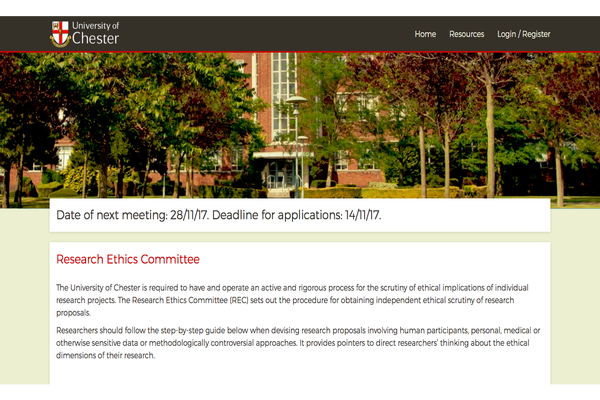 University of
Chester
Home Resources Login / Register
Date of next meeting: 28/11/17. Deadline for applications: 14/11/17.
Research Ethics Committee
The University of Chester is required to have and operate an active and rigorous process for the scrutiny of ethical implications of individual
research projects. The Research Ethics Committee (REC) sets out the procedure for obtaining independent ethical scrutiny of research
proposals.
Researchers should follow the step-by-step guide below when devising research proposals involving human participants, personal, medical or
otherwise sensitive data or methodologically controversial approaches. It provides pointers to direct researchers' thinking about the ethical
dimensions of their research.